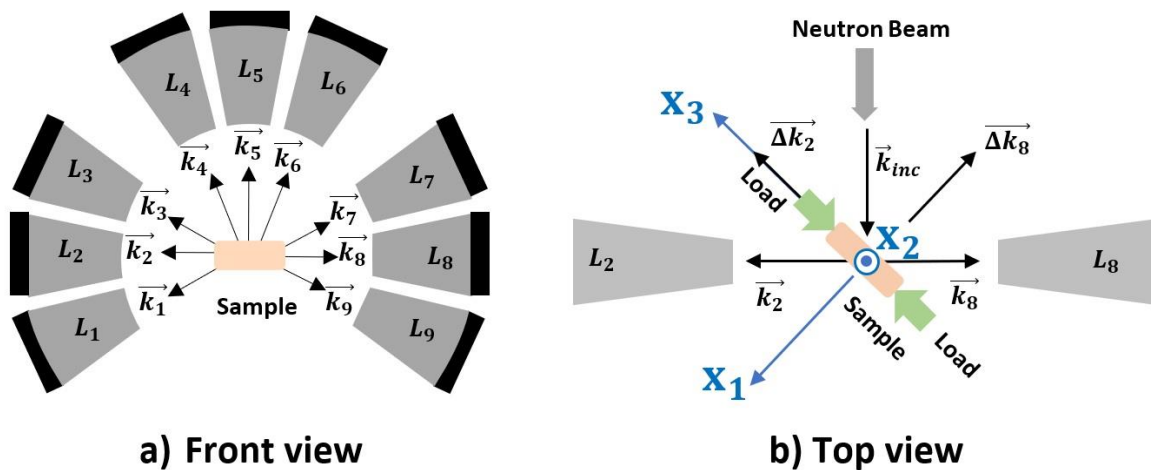 L₄
L₅
L₆
L₃
L₇
L₂
L₈
L₁
L₉
k₄⃗
k₅⃗
k₆⃗
k₃⃗
k₇⃗
k₂⃗
k₈⃗
k₁⃗
k₉⃗
Sample
a) Front view
Neutron Beam
X₃
Δk₂⃗
k⃗inc
Δk₈⃗
Load
X₂
L₂
L₈
k₂⃗
k₈⃗
Sample
Load
X₁
b) Top view